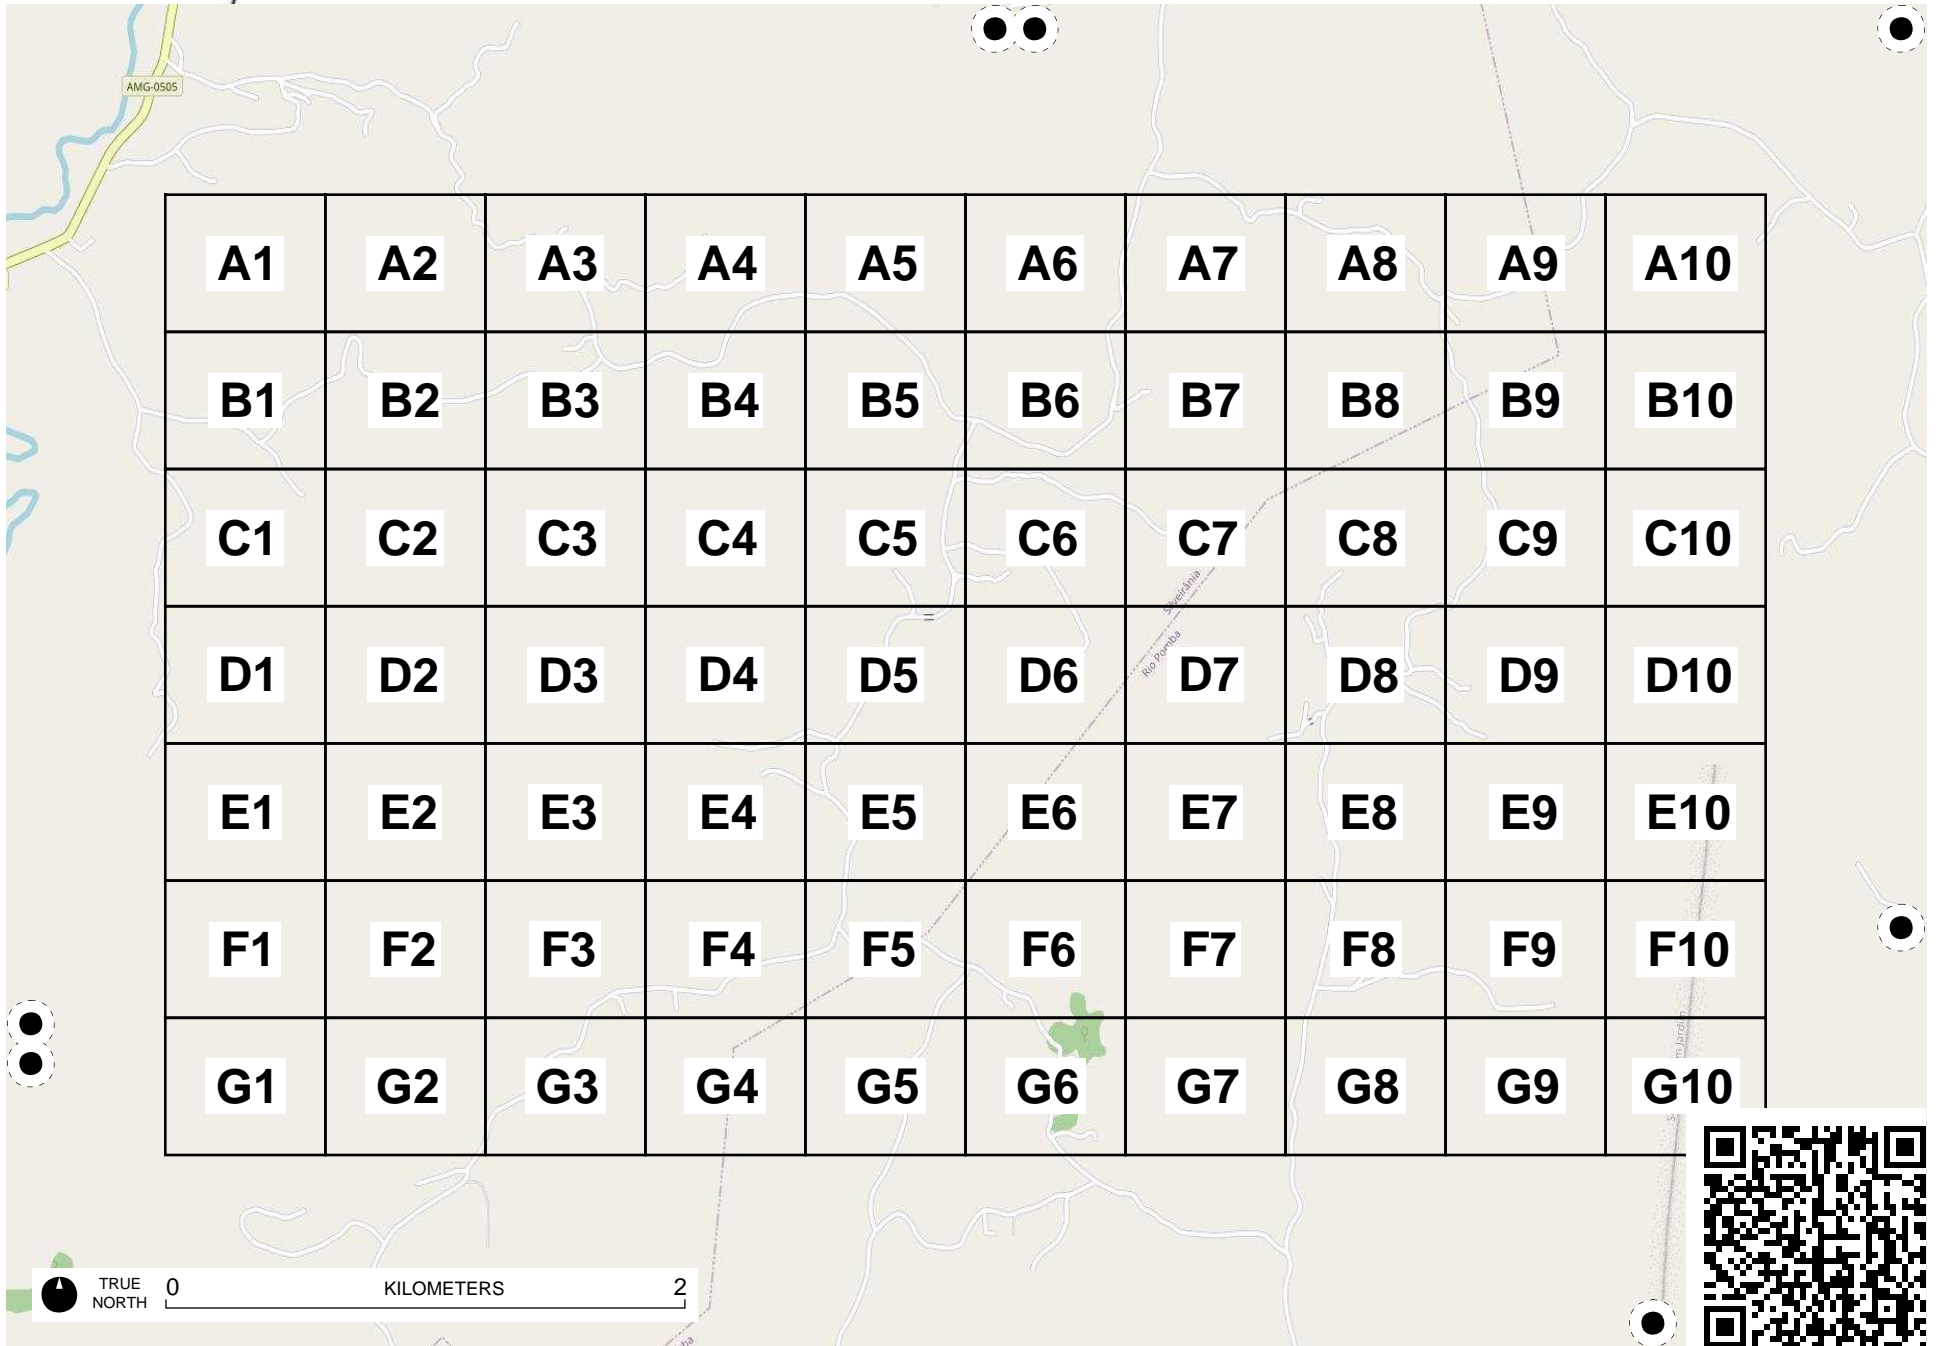 AMG-0505
A1 A2 A3 A4 A5 A6 A7 A8 A9 A10
B1 B2 B3 B4 B5 B6 B7 B8 B9 B10
C1 C2 C3 C4 C5 C6 C7 C8 C9 C10
Silveirânia
Rio Pomba
D1 D2 D3 D4 D5 D6 D7 D8 D9 D10
E1 E2 E3 E4 E5 E6 E7 E8 E9 E10
F1 F2 F3 F4 F5 F6 F7 F8 F9 F10
G1 G2 G3 G4 G5 G6 G7 G8 G9 G10
TRUE
NORTH
0 KILOMETERS 2